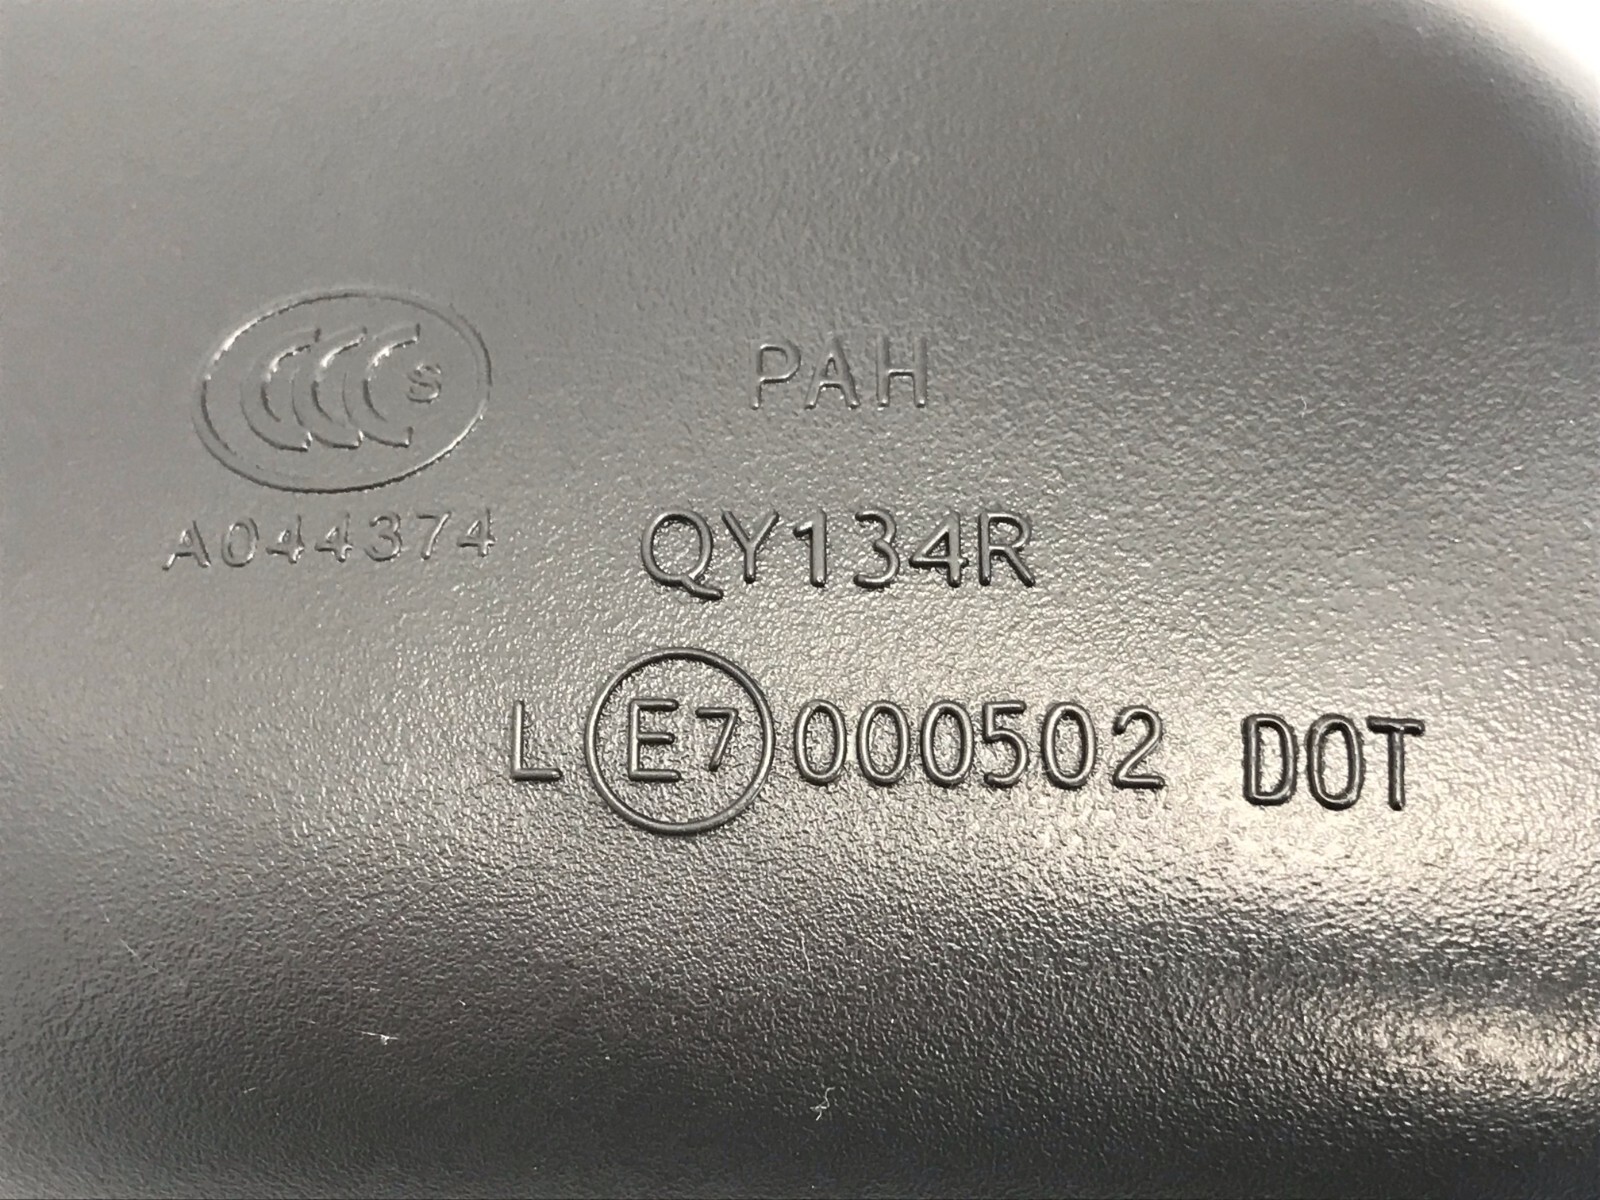 CCC S
PAH
A044374
QY134R
L E7 000502 DOT